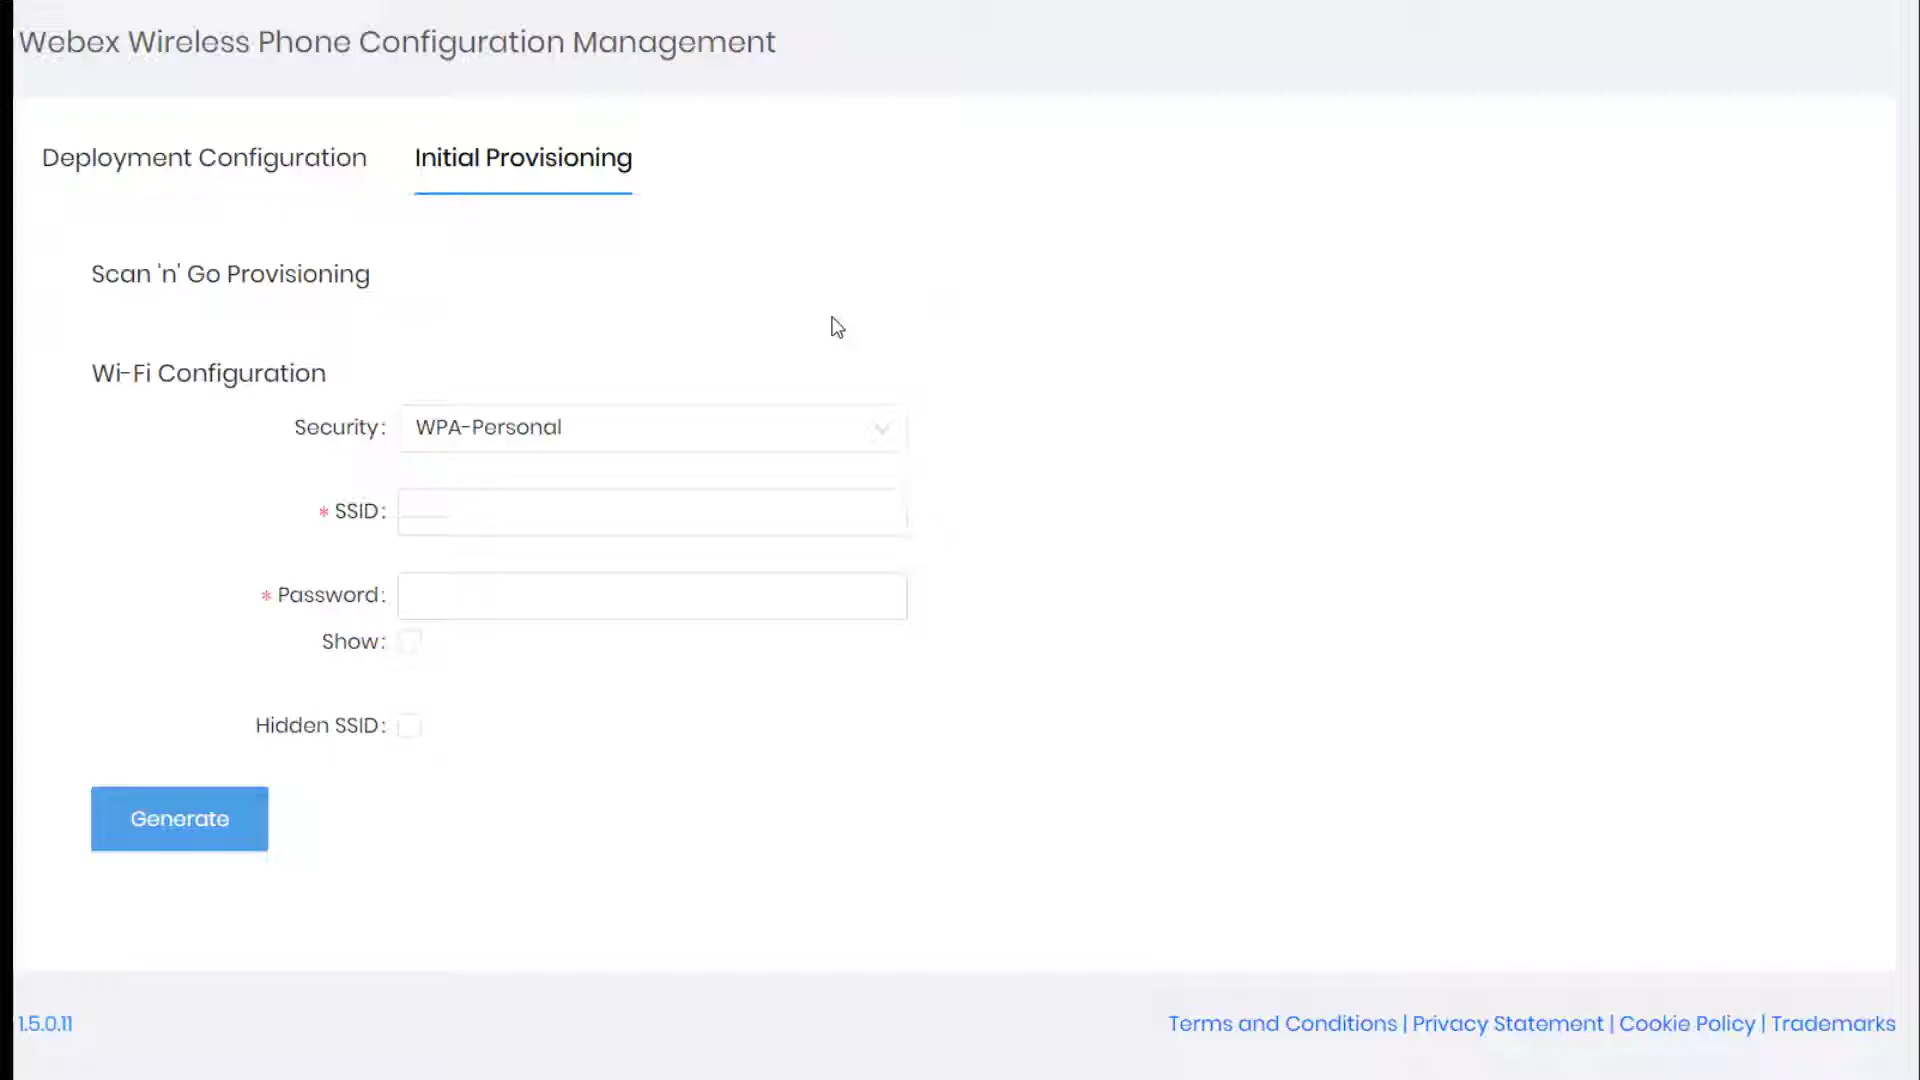 Webex Wireless Phone Configuration Management
Deployment Configuration Initial Provisioning
Scan 'n' Go Provisioning
Wi-Fi Configuration
Security: WPA-Personal
* SSID:
* Password:
Show:
Hidden SSID:
Generate
1.5.0.11 Terms and Conditions | Privacy Statement | Cookie Policy | Trademarks